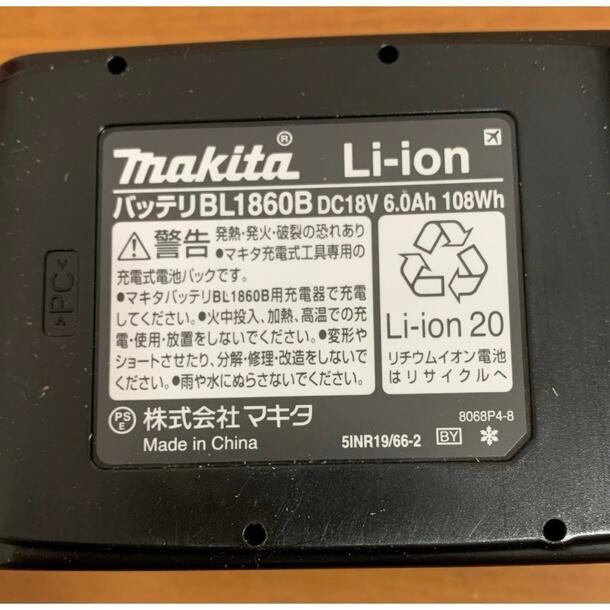 makita® Li-ion
バッテリBL1860B DC18V 6.0Ah 108Wh
警告 発熱・発火・破裂の恐れあり
●マキタ充電式工具専用の
充電式電池パックです。
●マキタバッテリBL1860B用充電器で充電
してください。●火中投入、加熱、高温での充
電・使用・放置をしないでください。●変形や
ショートさせたり、分解・修理・改造をしないで
ください。●雨や水にぬらさないでください。
Li-ion 20
リチウムイオン電池
はリサイクルへ
PS
E
株式会社 マキタ
Made in China
8068P4-8
5INR19/66-2 BY
>PC<